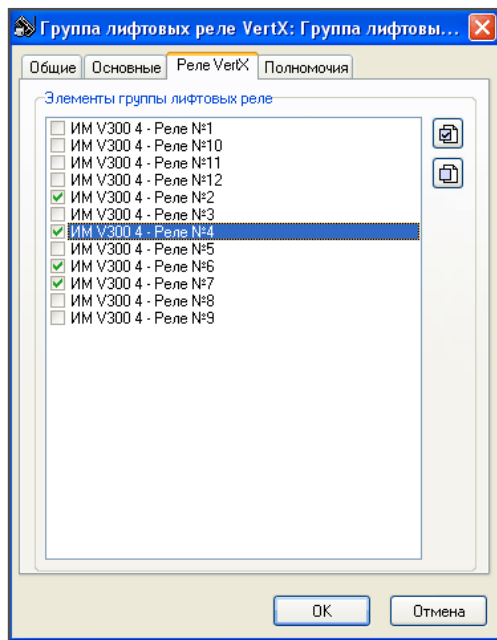 Группа лифтовых реле VertX: Группа лифтовы...
Общие Основные Реле VertX Полномочия
Элементы группы лифтовых реле
ИМ V300 4 - Реле №1
ИМ V300 4 - Реле №10
ИМ V300 4 - Реле №11
ИМ V300 4 - Реле №12
ИМ V300 4 - Реле №2
ИМ V300 4 - Реле №3
ИМ V300 4 - Реле №4
ИМ V300 4 - Реле №5
ИМ V300 4 - Реле №6
ИМ V300 4 - Реле №7
ИМ V300 4 - Реле №8
ИМ V300 4 - Реле №9
OK Отмена